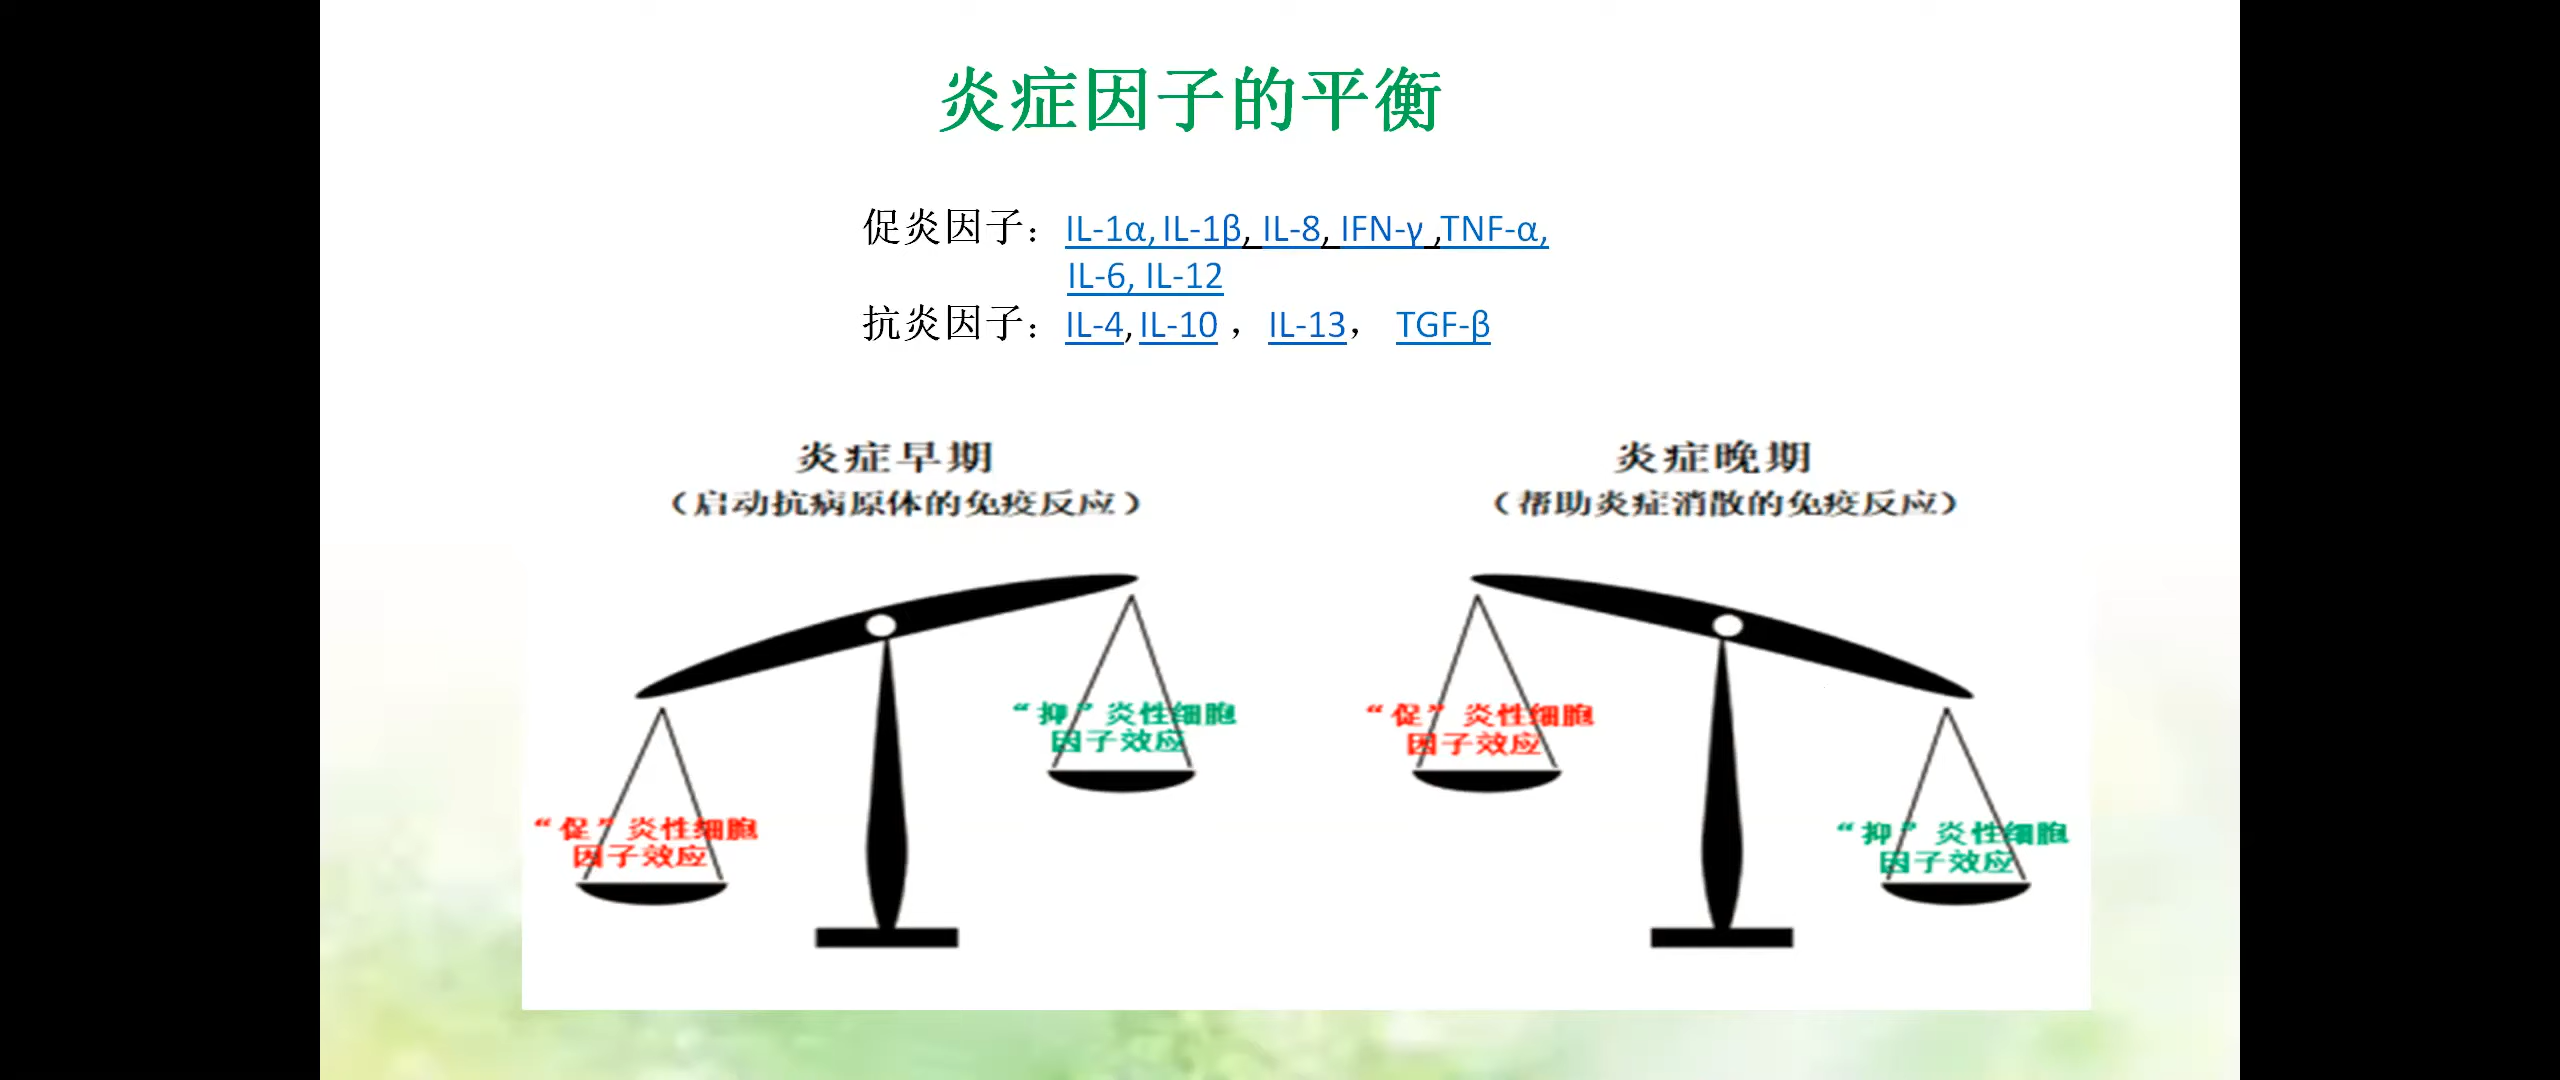 炎症因子的平衡
促炎因子：IL-1α, IL-1β, IL-8, IFN-γ ,TNF-α,
IL-6, IL-12
抗炎因子：IL-4, IL-10 ， IL-13， TGF-β
炎症早期
（启动抗病原体的免疫反应）
“促”炎性细胞
因子效应
“抑”炎性细胞
因子效应
炎症晚期
（帮助炎症消散的免疫反应）
“促”炎性细胞
因子效应
“抑”炎性细胞
因子效应